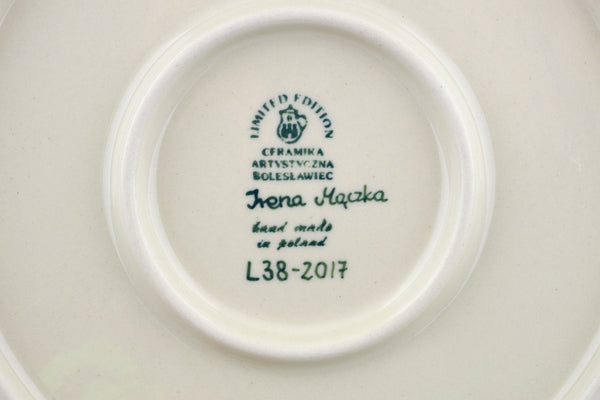 LIMITED EDITION
CERAMIKA
ARTYSTYCZNA
BOLESŁAWIEC
Irena Mączka
hand made
in poland
L38-2017